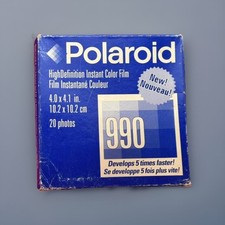 Polaroid
HighDefinition Instant Color Film
Film Instantané Couleur
4.0 x 4.1 in.
10.2 x 10.2 cm
20 photos
New!
Nouveau!
990
Develops 5 times faster!
Se developpe 5 fois plus vite!